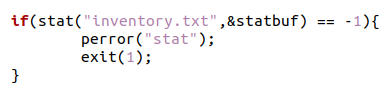 if(stat("inventory.txt",&statbuf) == -1){
        perror("stat");
        exit(1);
}